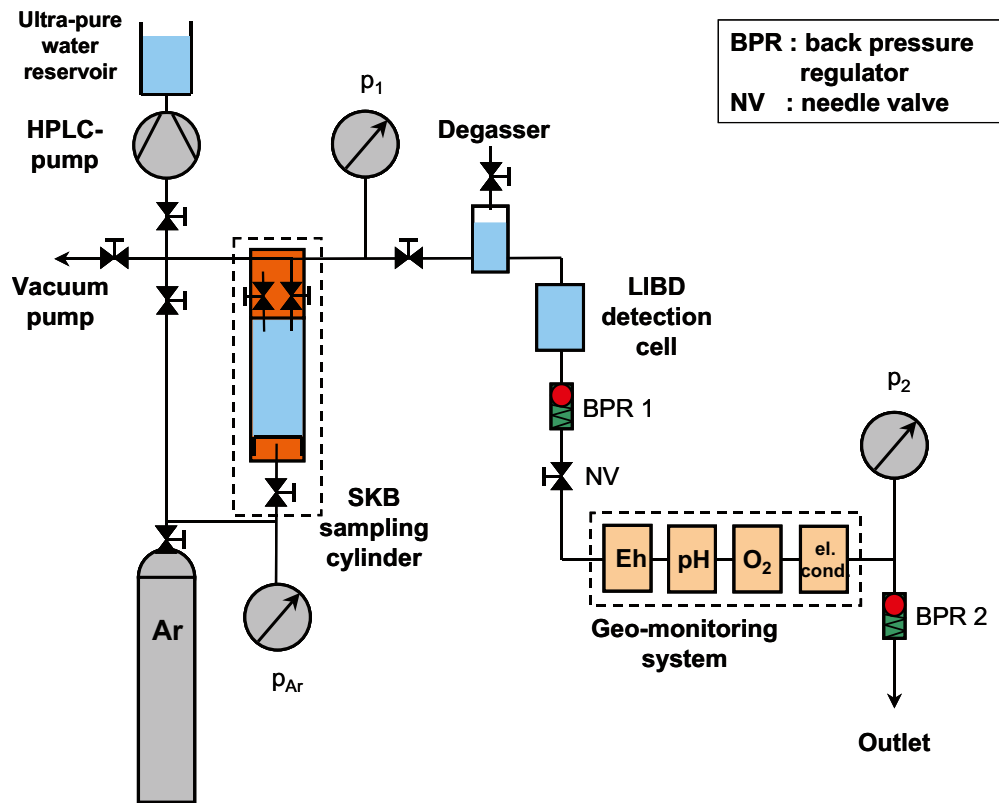 Ultra-pure
water
reservoir
BPR : back pressure
regulator
NV : needle valve
p1
HPLC-
pump
Degasser
Vacuum
pump
LIBD
detection
cell
p2
BPR 1
NV
SKB
sampling
cylinder
Eh
pH
O2
el.
cond.
BPR 2
Geo-monitoring
system
Ar
pAr
Outlet